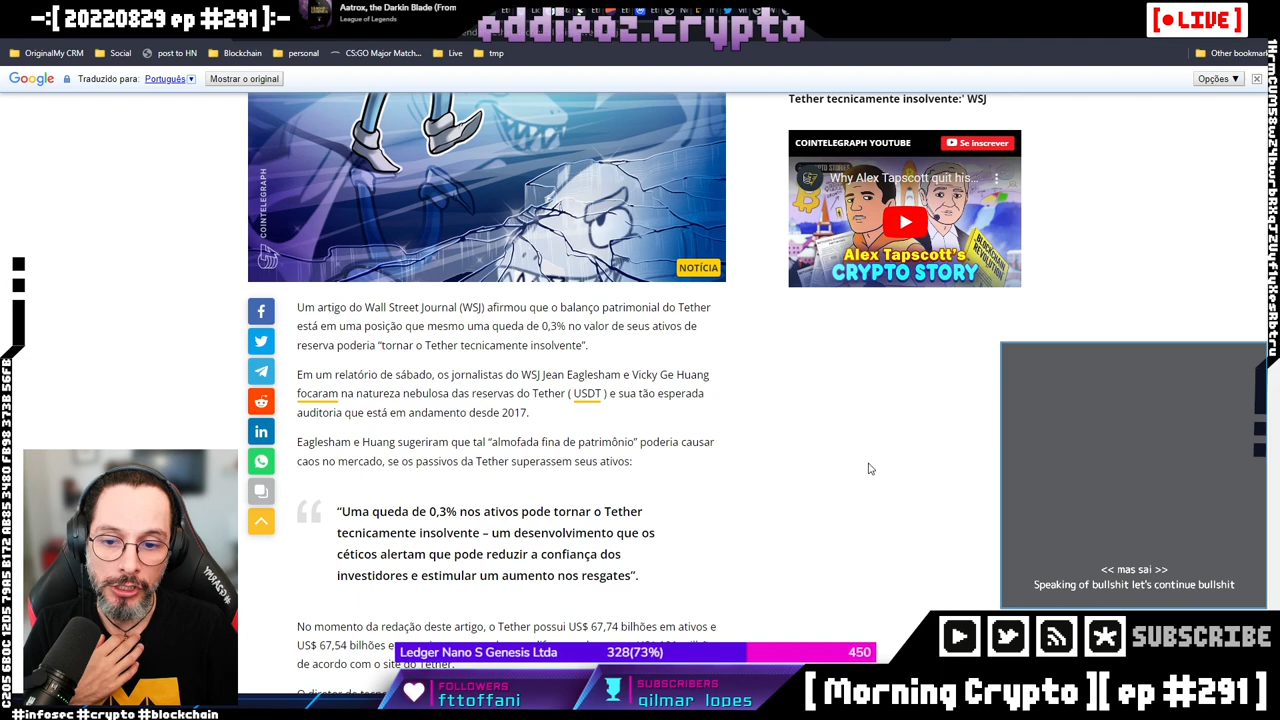 -:[ 20220829 ep #291 ]:-
Aatrox, the Darkin Blade (From
League of Legends
eddieoz.crypto
[ • LIVE ]
OriginalMy CRM
Social
post to HN
Blockchain
personal
CS:GO Major Match...
Live
tmp
Other bookmar
Google
Traduzido para:
Português
Mostrar o original
Opções ▼
Tether tecnicamente insolvente:' WSJ
COINTELEGRAPH YOUTUBE
Se inscrever
Why Alex Tapscott quit his...
BLOCKCHAIN REVOLUTION
Alex Tapscott's
CRYPTO STORY
COINTELEGRAPH
NOTÍCIA
Um artigo do Wall Street Journal (WSJ) afirmou que o balanço patrimonial do Tether
está em uma posição que mesmo uma queda de 0,3% no valor de seus ativos de
reserva poderia “tornar o Tether tecnicamente insolvente”.
Em um relatório de sábado, os jornalistas do WSJ Jean Eaglesham e Vicky Ge Huang
focaram na natureza nebulosa das reservas do Tether ( USDT ) e sua tão esperada
auditoria que está em andamento desde 2017.
Eaglesham e Huang sugeriram que tal “almofada fina de patrimônio” poderia causar
caos no mercado, se os passivos da Tether superassem seus ativos:
“Uma queda de 0,3% nos ativos pode tornar o Tether
tecnicamente insolvente – um desenvolvimento que os
céticos alertam que pode reduzir a confiança dos
investidores e estimular um aumento nos resgates”.
No momento da redação deste artigo, o Tether possui US$ 67,74 bilhões em ativos e
US$ 67,54 bilhões e
de acordo com o site do Tether.
<< mas sai >>
Speaking of bullshit let's continue bullshit
Ledger Nano S Genesis Ltda
328(73%)
450
FOLLOWERS
fttoffani
SUBSCRIBERS
gilmar_lopes
SUBSCRIBE
[ Morning Crypto ][ ep #291 ]
#infosec #crypto #blockchain